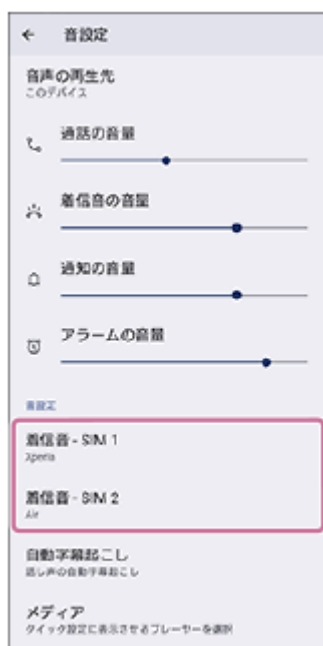 音設定
音声の再生先
このデバイス
通話の音量
着信音の音量
通知の音量
アラームの音量
音設定
着信音 - SIM 1
Xperia
着信音 - SIM 2
Air
自動字幕起こし
話し声の自動字幕起こし
メディア
クイック設定に表示させるプレーヤーを選択